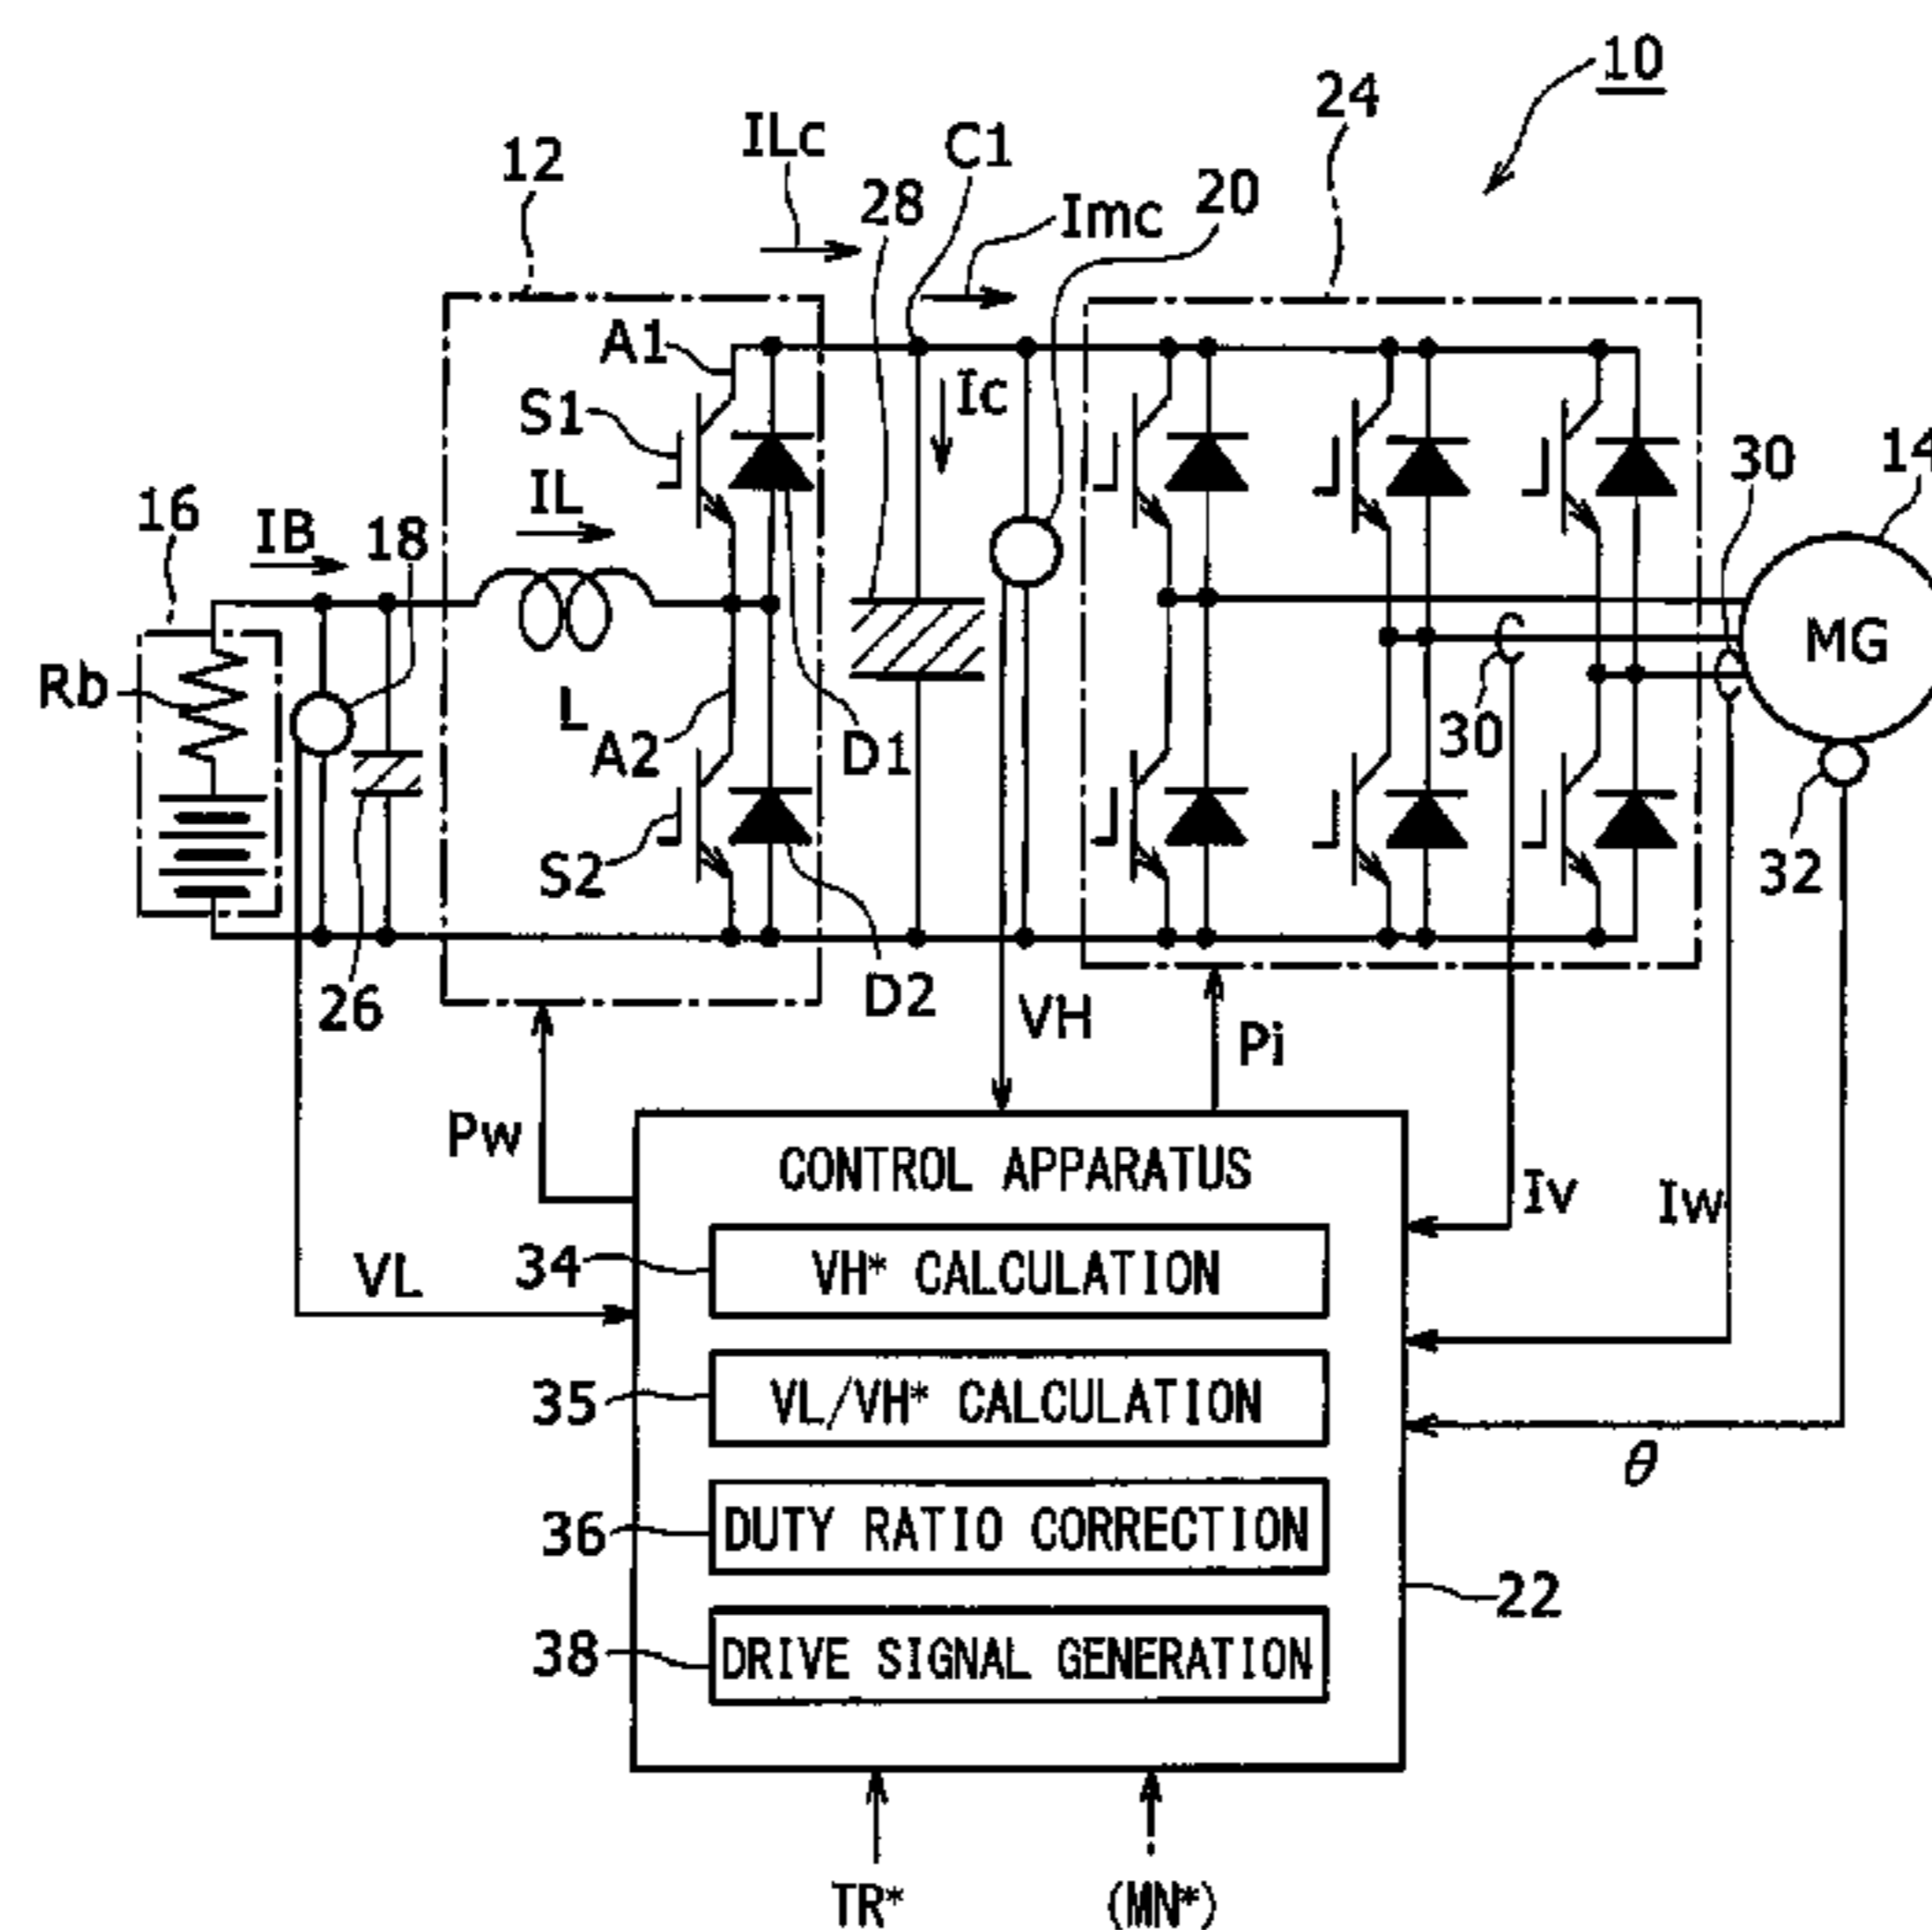 10
24
ILc
C1
12
28
20
Imc
A1
Ic
S1
30
14
16
IB
18
IL
MG
Rb
L
A2
D1
30
S2
32
26
D2
VH
Pi
Pw
CONTROL APPARATUS
Iv
Iw
34
VH* CALCULATION
VL
35
VL/VH* CALCULATION
θ
36
DUTY RATIO CORRECTION
22
38
DRIVE SIGNAL GENERATION
TR*
(MN*)